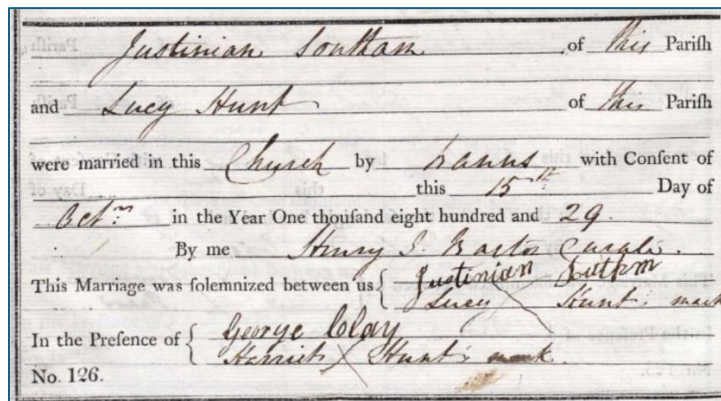 Justinian Southam of this Parish
and Lucy Hunt of this Parish
were married in this Church by banns with Consent of
this 15th Day of
Octr in the Year One thousand eight hundred and 29.
By me Henry S. Curate.
This Marriage was solemnized between us { Justinian Suthm
Lucy X Hunt's mark
In the Presence of { George Clay
Harriet X Hunt's mark.
No. 126.